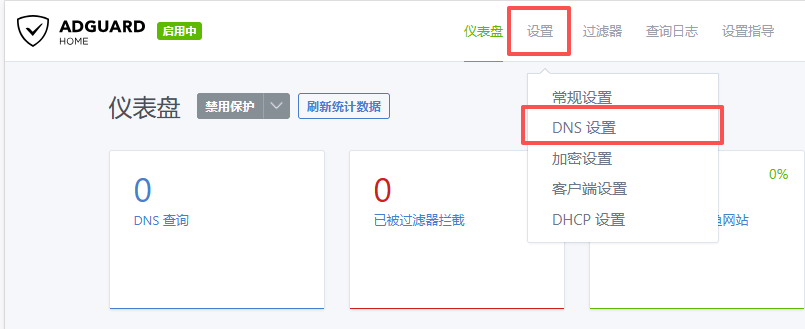 ADGUARD
HOME
启用中
仪表盘 设置 过滤器 查询日志 设置指导
仪表盘 禁用保护 刷新统计数据
常规设置
DNS 设置
加密设置
客户端设置
DHCP 设置
0
DNS 查询
0
已被过滤器拦截
0%
网站